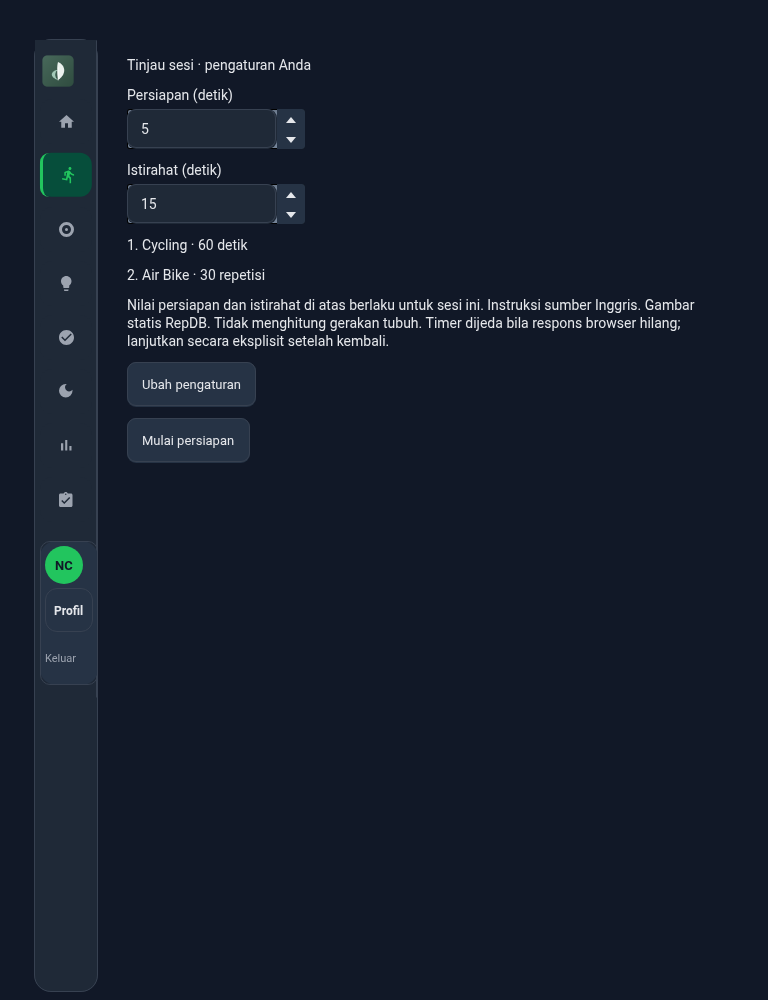 Tinjau sesi · pengaturan Anda
Persiapan (detik)
5
Istirahat (detik)
15
1. Cycling · 60 detik
2. Air Bike · 30 repetisi
Nilai persiapan dan istirahat di atas berlaku untuk sesi ini. Instruksi sumber Inggris. Gambar
statis RepDB. Tidak menghitung gerakan tubuh. Timer dijeda bila respons browser hilang;
lanjutkan secara eksplisit setelah kembali.
Ubah pengaturan
Mulai persiapan
NC
Profil
Keluar